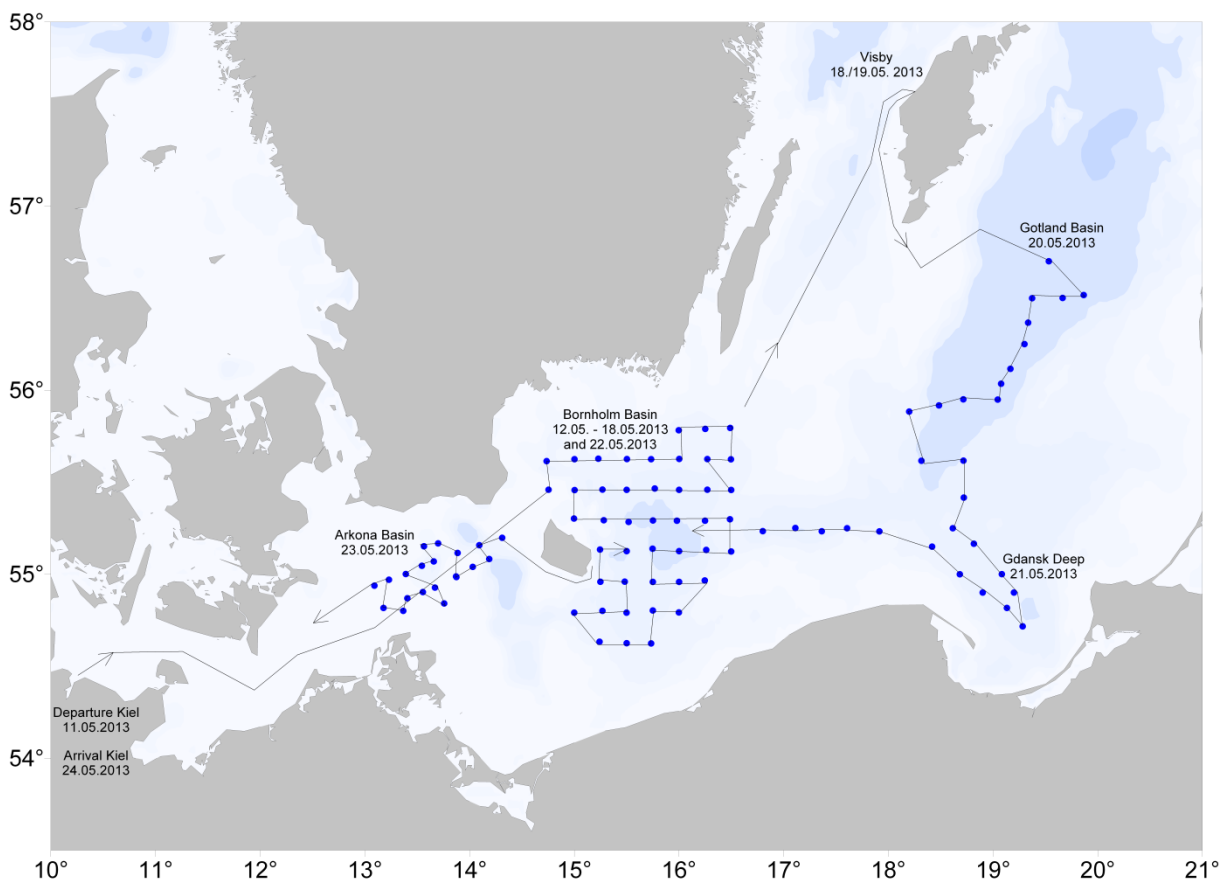 58°
Visby
18./19.05. 2013
57°
Gotland Basin
20.05.2013
56°
Bornholm Basin
12.05. - 18.05.2013
and 22.05.2013
Arkona Basin
23.05.2013
55°
Gdansk Deep
21.05.2013
Departure Kiel
11.05.2013
54°
Arrival Kiel
24.05.2013
10° 11° 12° 13° 14° 15° 16° 17° 18° 19° 20° 21°